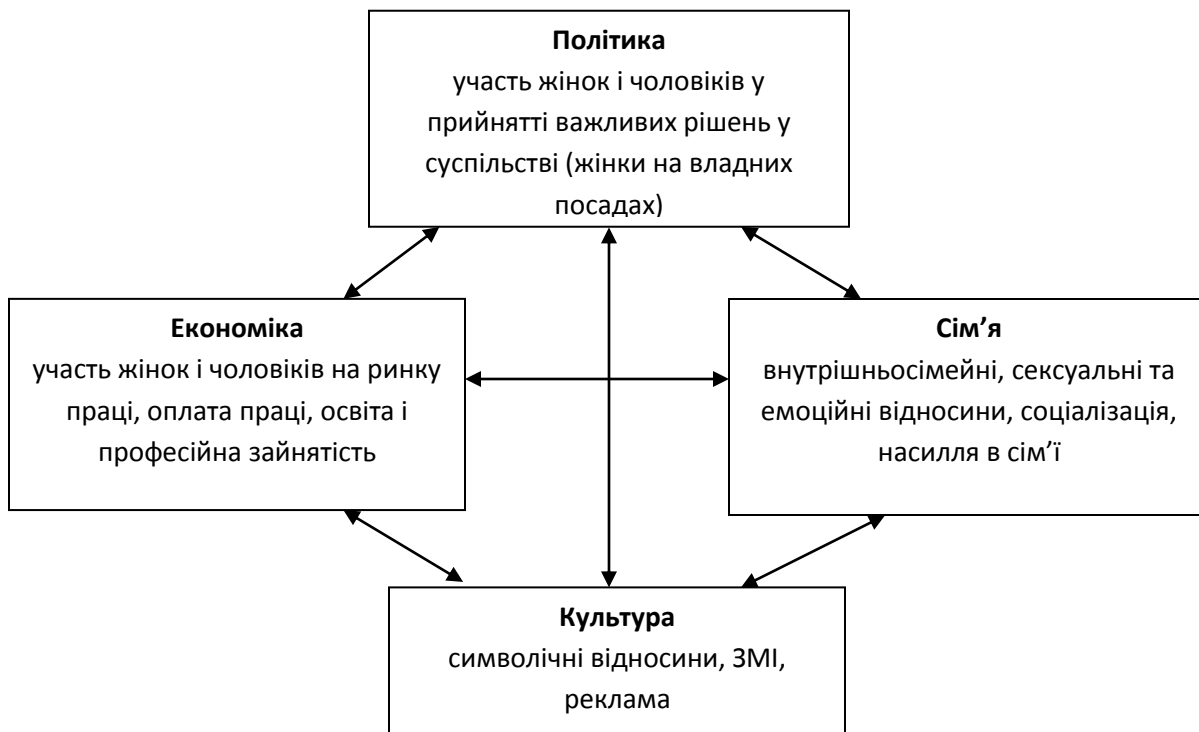 Політика
участь жінок і чоловіків у
прийнятті важливих рішень у
суспільстві (жінки на владних
посадах)
Економіка
участь жінок і чоловіків на ринку
праці, оплата праці, освіта і
професійна зайнятість
Сім’я
внутрішньосімейні, сексуальні та
емоційні відносини, соціалізація,
насилля в сім’ї
Культура
символічні відносини, ЗМІ,
реклама